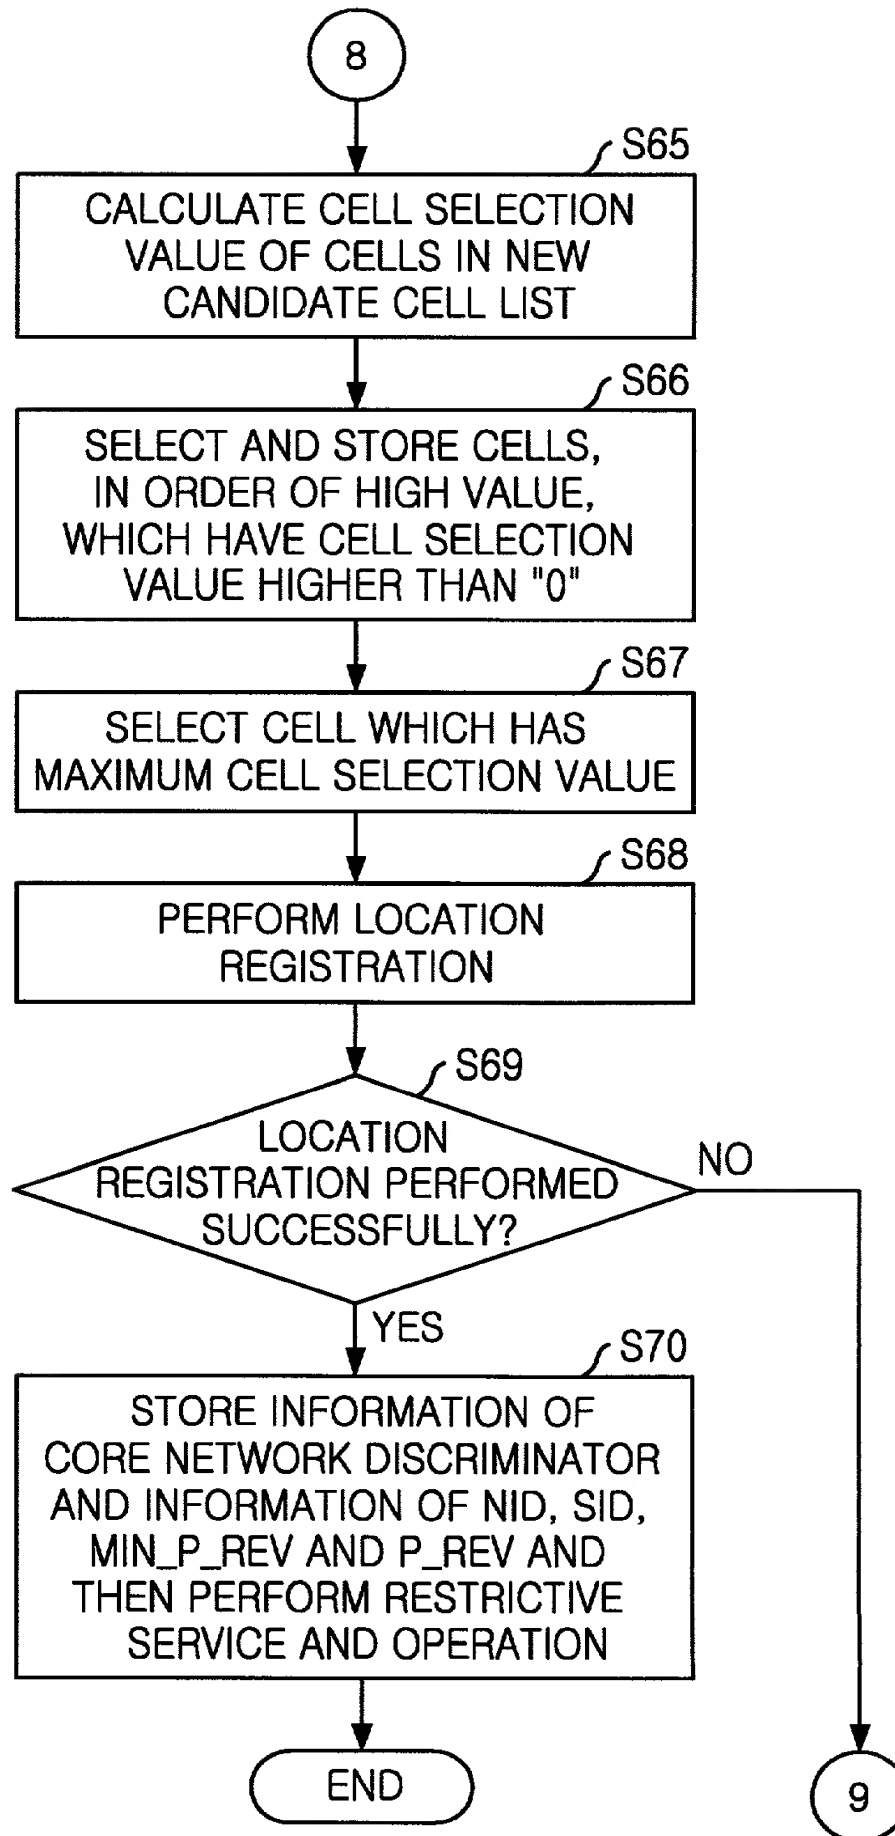 8
S65
CALCULATE CELL SELECTION
VALUE OF CELLS IN NEW
CANDIDATE CELL LIST
S66
SELECT AND STORE CELLS,
IN ORDER OF HIGH VALUE,
WHICH HAVE CELL SELECTION
VALUE HIGHER THAN "0"
S67
SELECT CELL WHICH HAS
MAXIMUM CELL SELECTION VALUE
S68
PERFORM LOCATION
REGISTRATION
S69
LOCATION
REGISTRATION PERFORMED
SUCCESSFULLY?
NO
YES
S70
STORE INFORMATION OF
CORE NETWORK DISCRIMINATOR
AND INFORMATION OF NID, SID,
MIN_P_REV AND P_REV AND
THEN PERFORM RESTRICTIVE
SERVICE AND OPERATION
END
9